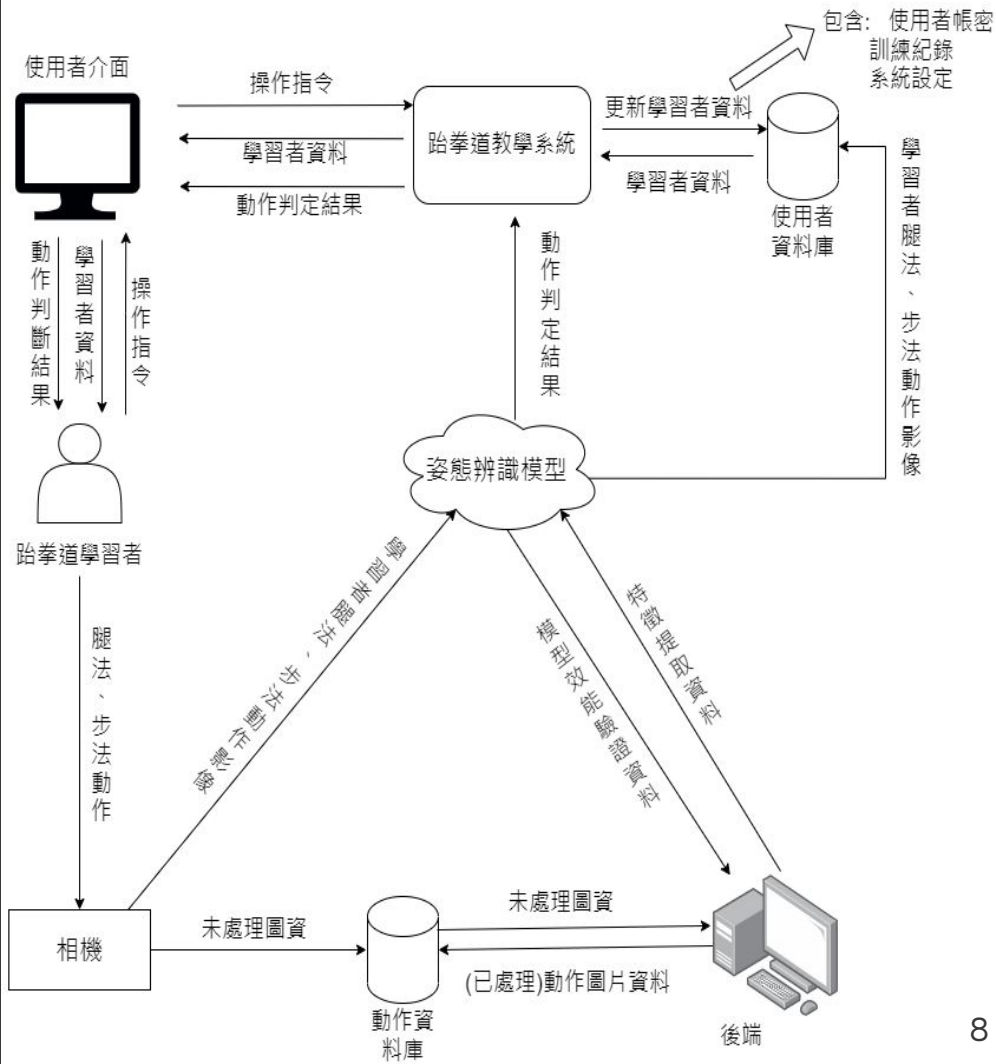 包含: 使用者帳密
訓練紀錄
系統設定
使用者介面
操作指令
學習者資料
動作判定結果
跆拳道教學系統
更新學習者資料
學習者資料
使用者
資料庫
學習者腿法、步法動作影像
動作判斷結果
學習者資料
操作指令
動作判定結果
姿態辨識模型
跆拳道學習者
腿法、步法動作
學習者腿法、步法動作影像
模型效能驗證資料
特徵提取資料
相機
未處理圖資
動作資
料庫
未處理圖資
(已處理)動作圖片資料
後端
8